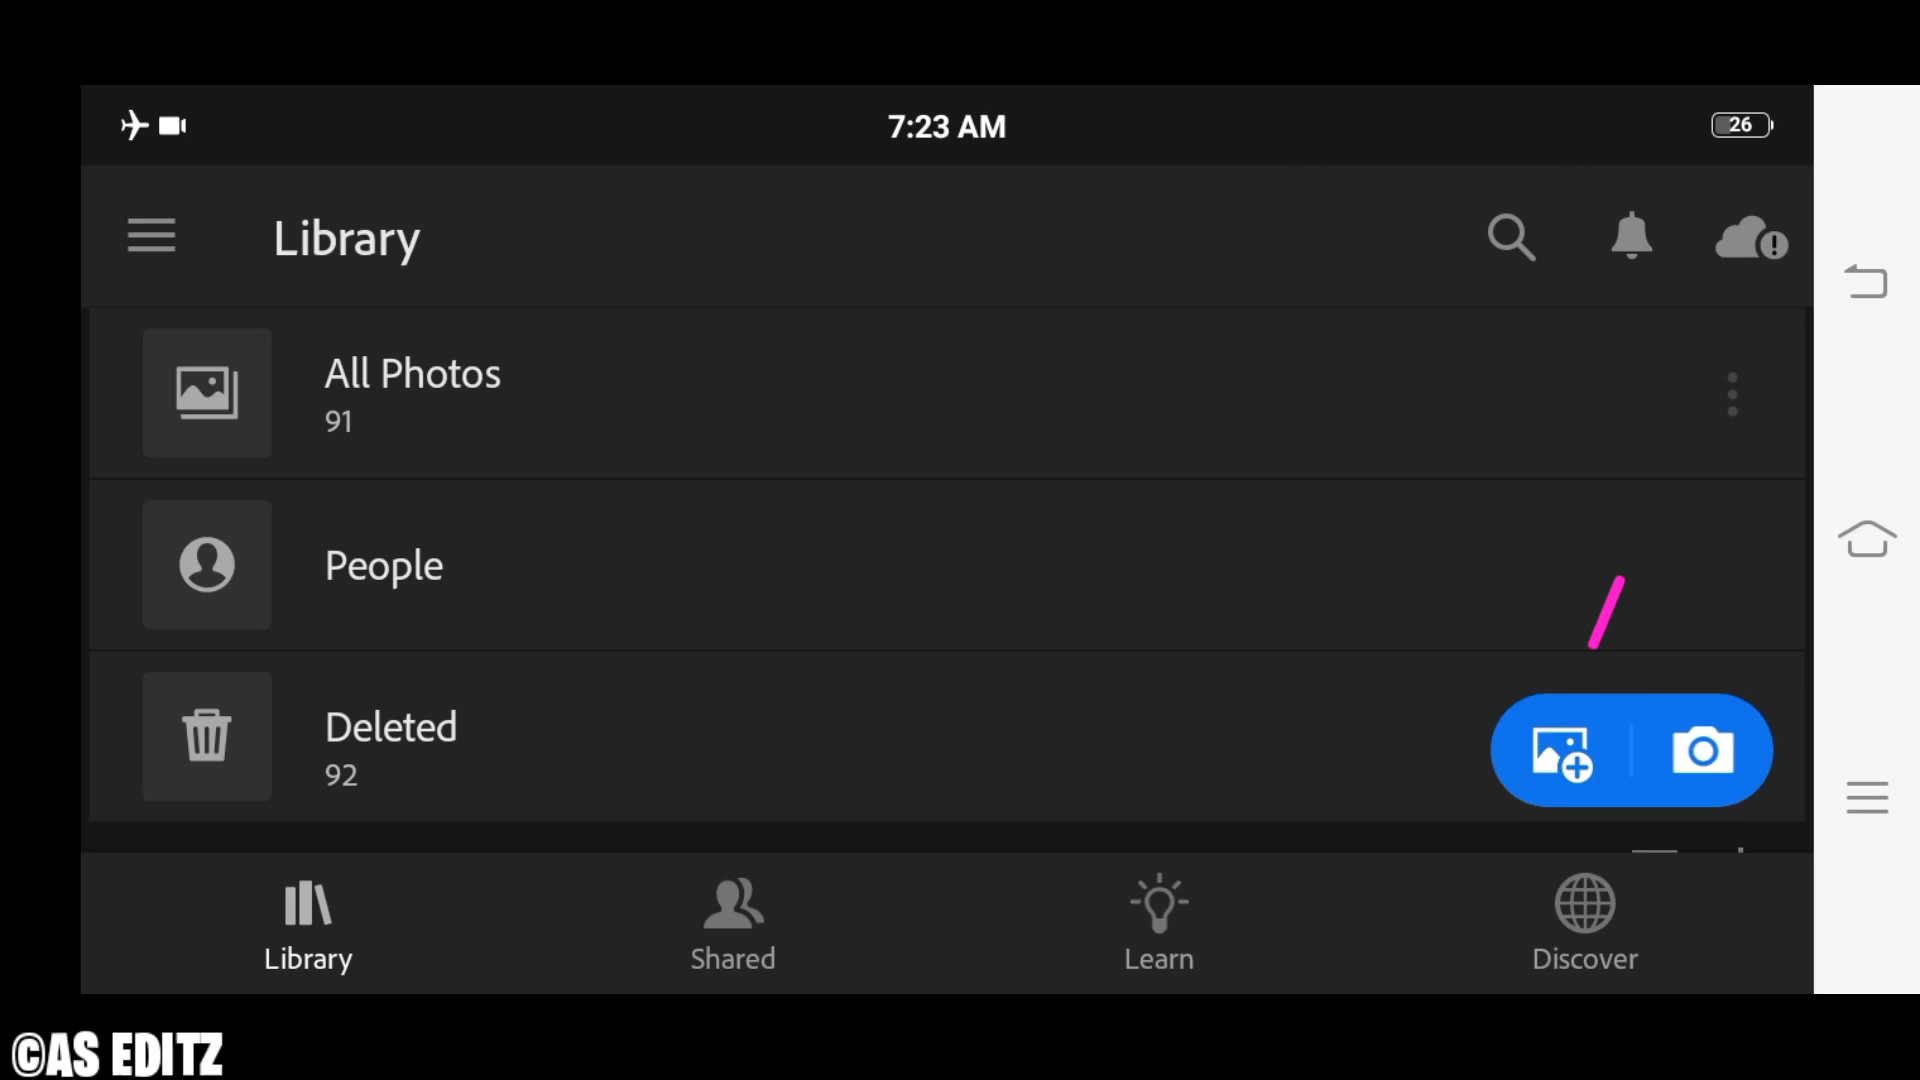 7:23 AM
26
Library
All Photos
91
People
Deleted
92
Library
Shared
Learn
Discover
©AS EDITZ